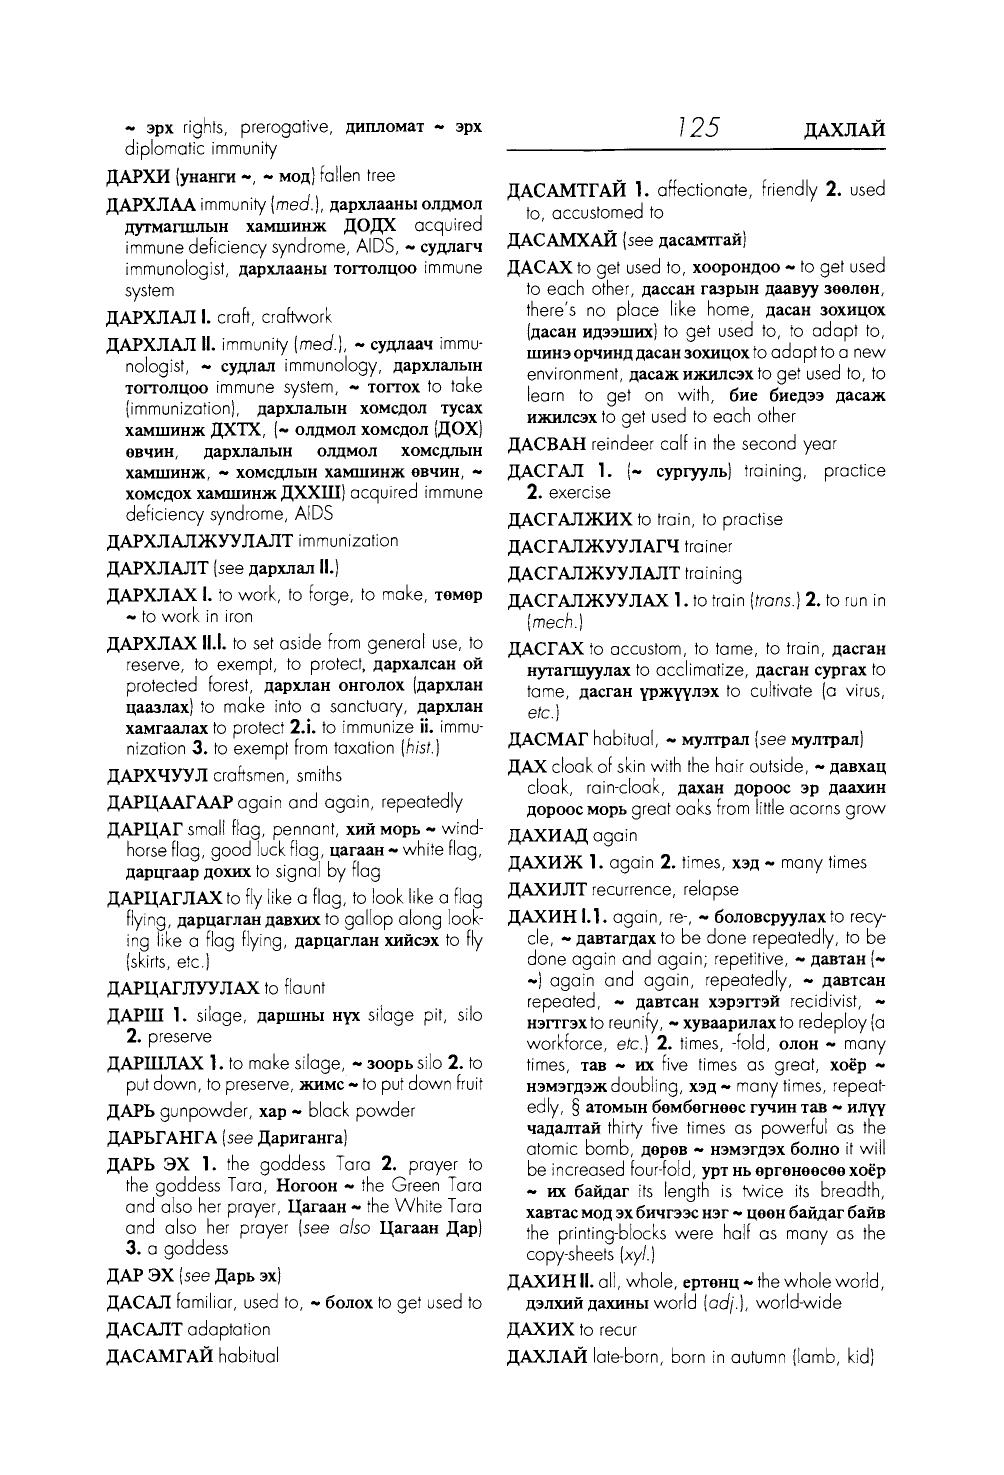 ~ эрх rights, prerogative, дипломат ~ эрх
diplomatic immunity
ДАРХИ (унанги ~, ~ мод) fallen tree
ДАРХЛАА immunity (med.), дархлааны олдмол
дутмагшлын хамшинж ДОДХ acquired
immune deficiency syndrome, AIDS, ~ судлагч
immunologist, дархлааны тогтолцоо immune
system
ДАРХЛАЛ I. craft, craftwork
ДАРХЛАЛ II. immunity (med.), ~ судлаач immu-
nologist, ~ судлал immunology, дархлалын
тогтолцоо immune system, ~ тогтох to take
(immunization), дархлалын хомсдол тусах
хамшинж ДХТХ, (~ олдмол хомсдол (ДОХ)
өвчин, дархлалын олдмол хомсдлын
хамшинж, ~ хомсдлын хамшинж өвчин, ~
хомсдох хамшинж ДХХШ) acquired immune
deficiency syndrome, AIDS
ДАРХЛАЛЖУУЛАЛТ immunization
ДАРХЛАЛТ (see дархлал II.)
ДАРХЛАХ I. to work, to forge, to make, төмөр
~ to work in iron
ДАРХЛАХ II.I. to set aside from general use, to
reserve, to exempt, to protect, дархалсан ой
protected forest, дархлан онголох (дархлан
цаазлах) to make into a sanctuary, дархлан
хамгаалах to protect 2.i. to immunize ii. immu-
nization 3. to exempt from taxation (hist.)
ДАРХЧУУЛ craftsmen, smiths
ДАРЦААГААР again and again, repeatedly
ДАРЦАГ small flag, pennant, хий морь ~ wind-
horse flag, good luck flag, цагаан ~ white flag,
дарцгаар дохих to signal by flag
ДАРЦАГЛАХ to fly like a flag, to look like a flag
flying, дарцаглан давхих to gallop along look-
ing like a flag flying, дарцаглан хийсэх to fly
(skirts, etc.)
ДАРЦАГЛУУЛАХ to flaunt
ДАРШ 1. silage, даршны нүх silage pit, silo
2. preserve
ДАРШЛАХ 1. to make silage, ~ зоорь silo 2. to
put down, to preserve, жимс ~ to put down fruit
ДАРЬ gunpowder, хар ~ black powder
ДАРЬГАНГА (see Дариганга)
ДАРЬ ЭХ 1. the goddess Tara 2. prayer to
the goddess Tara, Ногоон ~ the Green Tara
and also her prayer, Цагаан ~ the White Tara
and also her prayer (see also Цагаан Дар)
3. a goddess
ДАР ЭХ (see Дарь эх)
ДАСАЛ familiar, used to, ~ болох to get used to
ДАСАЛТ adaptation
ДАСАМГАЙ habitual
125 ДАХЛАЙ
ДАСАМТГАЙ 1. affectionate, friendly 2. used
to, accustomed to
ДАСАМХАЙ (see дасамтгай)
ДАСАХ to get used to, хоорондоо ~ to get used
to each other, дассан газрын даавуу зөөлөн,
there's no place like home, дасан зохицох
(дасан идээших) to get used to, to adapt to,
шинэ орчинд дасан зохицох to adapt to a new
environment, дасаж ижилсэх to get used to, to
learn to get on with, бие биедээ дасаж
ижилсэх to get used to each other
ДАСВАН reindeer calf in the second year
ДАСГАЛ 1. (~ сургууль) training, practice
2. exercise
ДАСГАЛЖИХ to train, to practise
ДАСГАЛЖУУЛАГЧ trainer
ДАСГАЛЖУУЛАЛТ training
ДАСГАЛЖУУЛАХ 1. to train (trans.) 2. to run in
(mech.)
ДАСГАХ to accustom, to tame, to train, дасган
нутагшуулах to acclimatize, дасган сургах to
tame, дасган үржүүлэх to cultivate (a virus,
etc.)
ДАСМАГ habitual, ~ мултрал (see мултрал)
ДАХ cloak of skin with the hair outside, ~ давхац
cloak, rain-cloak, дахан дороос эр даахин
дороос морь great oaks from little acorns grow
ДАХИАД again
ДАХИЖ 1. again 2. times, хэд ~ many times
ДАХИЛТ recurrence, relapse
ДАХИН I.1. again, re-, ~ боловсруулах to recy-
cle, ~ давтагдах to be done repeatedly, to be
done again and again; repetitive, ~ давтан (~
~) again and again, repeatedly, ~ давтсан
repeated, ~ давтсан хэрэгтэй recidivist, ~
нэгтгэх to reunify, ~ хуваарилах to redeploy (a
workforce, etc.) 2. times, -fold, олон ~ many
times, тав ~ их five times as great, хоёр ~
нэмэгдэж doubling, хэд ~ many times, repeat-
edly, § атомын бөмбөгнөөс гучин тав ~ илүү
чадалтай thirty five times as powerful as the
atomic bomb, дөрөв ~ нэмэгдэх болно it will
be increased four-fold, урт нь өргөнөөсөө хоёр
~ их байдаг its length is twice its breadth,
хавтас мод эх бичгээс нэг ~ цөөн байдаг байв
the printing-blocks were half as many as the
copy-sheets (xyl.)
ДАХИН II. all, whole, ертөнц ~ the whole world,
дэлхий дахины world (adj.), world-wide
ДАХИХ to recur
ДАХЛАЙ late-born, born in autumn (lamb, kid)